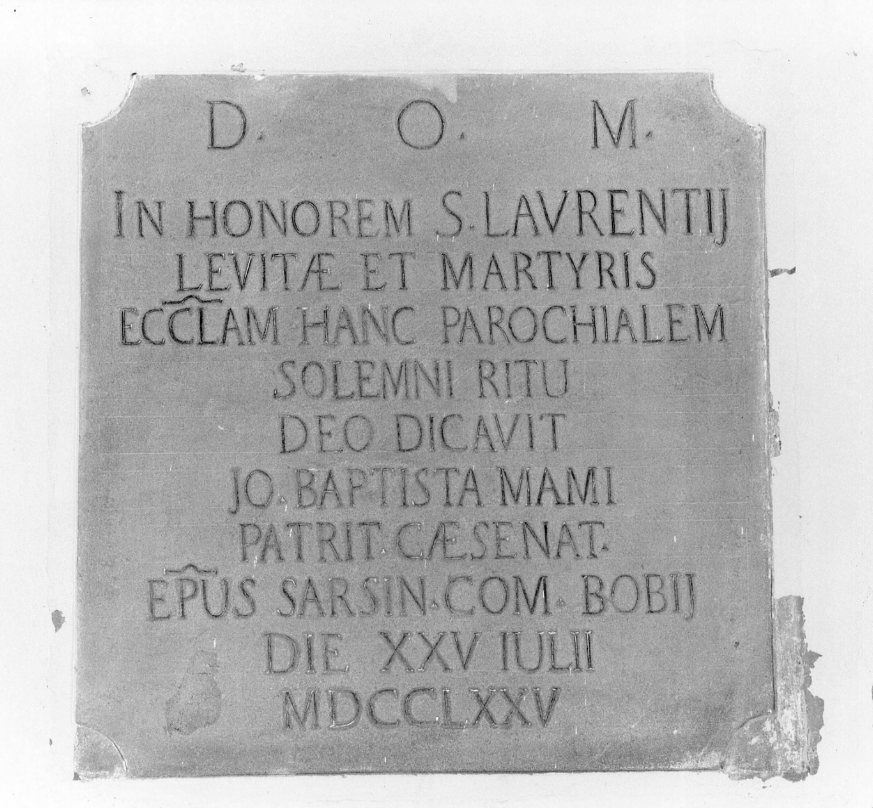 D. O. M.
IN HONOREM S. LAVRENTIJ
LEVITÆ ET MARTYRIS
ECCLAM HANC PAROCHIALEM
SOLEMNI RITU
DEO DICAVIT
JO. BAPTISTA MAMI
PATRIT. CÆSENAT.
EPUS SARSIN. COM. BOBIJ
DIE XXV IULII
MDCCLXXV